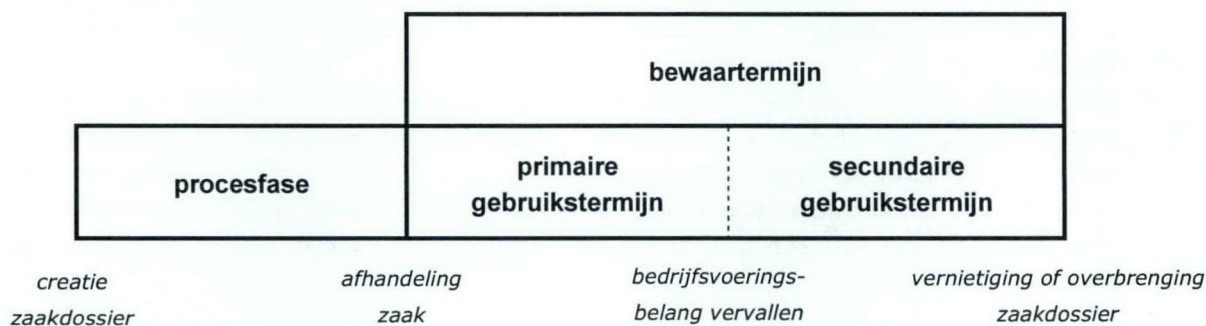 bewaartermijn
procesfase
primaire
gebruikstermijn
secundaire
gebruikstermijn
creatie
zaakdossier
afhandeling
zaak
bedrijfsvoerings-
belang vervallen
vernietiging of overbrenging
zaakdossier